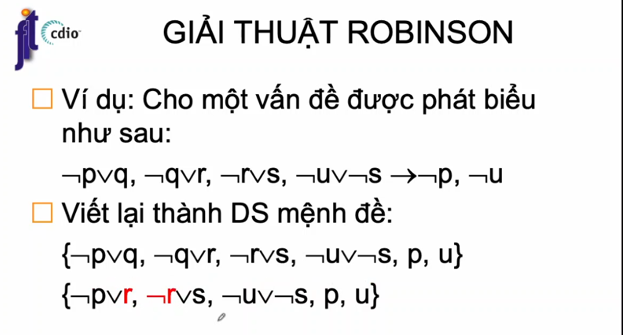 jft cdio
GIẢI THUẬT ROBINSON
Ví dụ: Cho một vấn đề được phát biểu
như sau:
¬p∨q, ¬q∨r, ¬r∨s, ¬u∨¬s →¬p, ¬u
Viết lại thành DS mệnh đề:
{¬p∨q, ¬q∨r, ¬r∨s, ¬u∨¬s, p, u}
{¬p∨r, ¬r∨s, ¬u∨¬s, p, u}